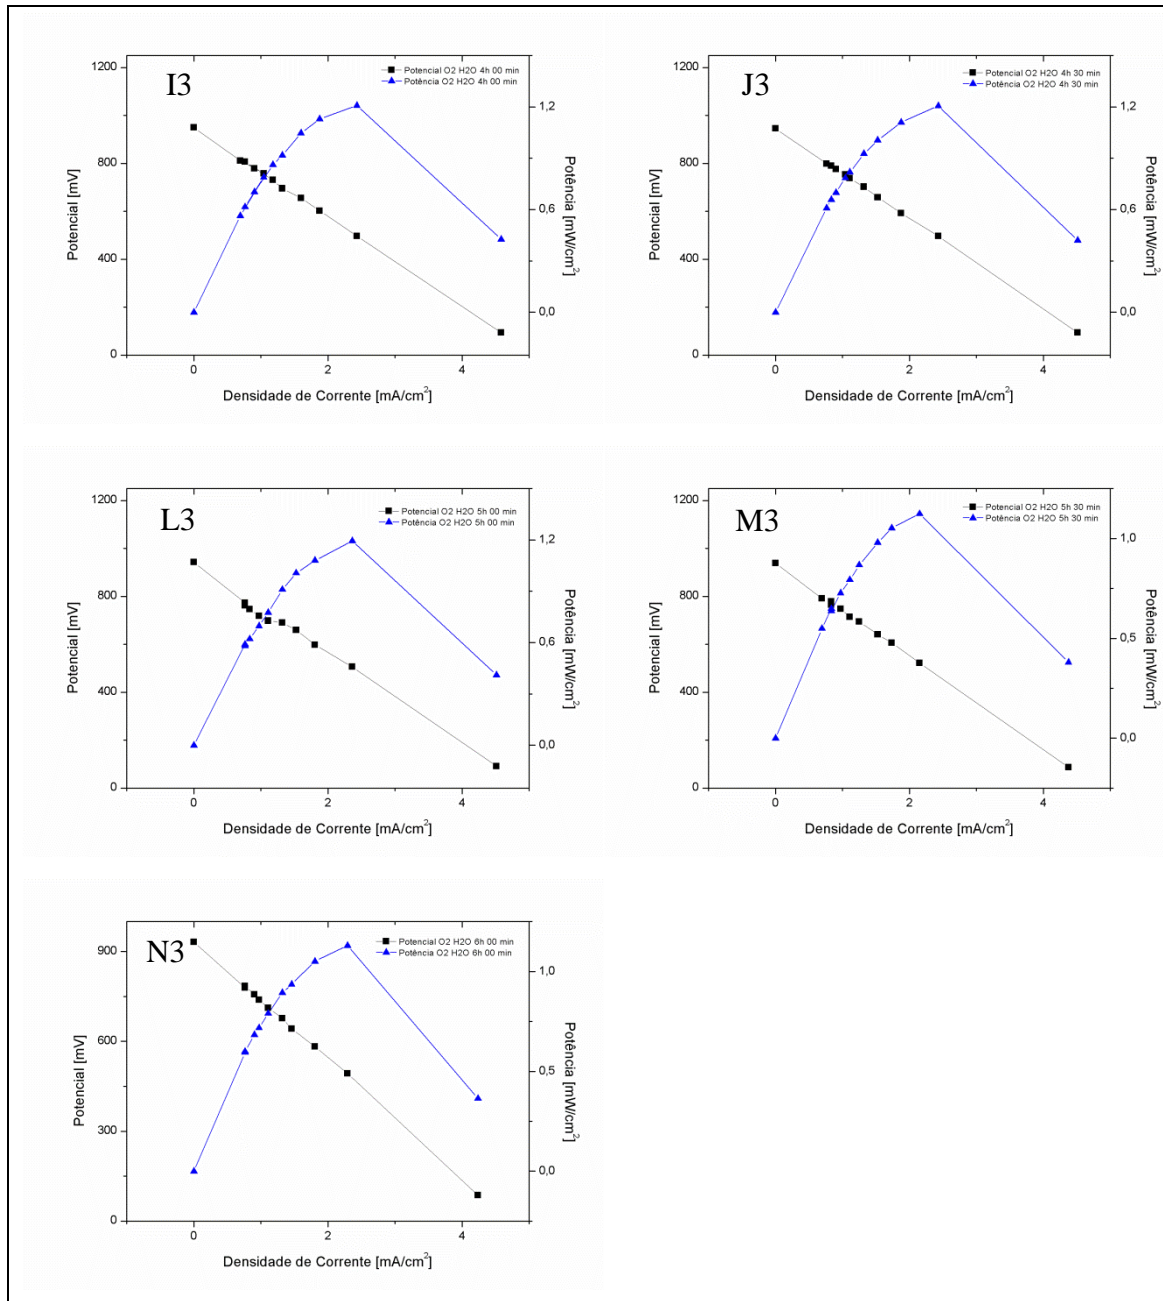 I3
Potencial O2 H2O 4h 00 min
Potência O2 H2O 4h 00 min
1200
800
400
0
Potencial [mV]
1,2
0,6
0,0
Potência [mW/cm²]
0
2
4
Densidade de Corrente [mA/cm²]
J3
Potencial O2 H2O 4h 30 min
Potência O2 H2O 4h 30 min
1200
800
400
0
Potencial [mV]
1,2
0,6
0,0
Potência [mW/cm²]
0
2
4
Densidade de Corrente [mA/cm²]
L3
Potencial O2 H2O 5h 00 min
Potência O2 H2O 5h 00 min
1200
800
400
0
Potencial [mV]
1,2
0,6
0,0
Potência [mW/cm²]
0
2
4
Densidade de Corrente [mA/cm²]
M3
Potencial O2 H2O 5h 30 min
Potência O2 H2O 5h 30 min
1200
800
400
0
Potencial [mV]
1,0
0,5
0,0
Potência [mW/cm²]
0
2
4
Densidade de Corrente [mA/cm²]
N3
Potencial O2 H2O 6h 00 min
Potência O2 H2O 6h 00 min
900
600
300
0
Potencial [mV]
1,0
0,5
0,0
Potência [mW/cm²]
0
2
4
Densidade de Corrente [mA/cm²]